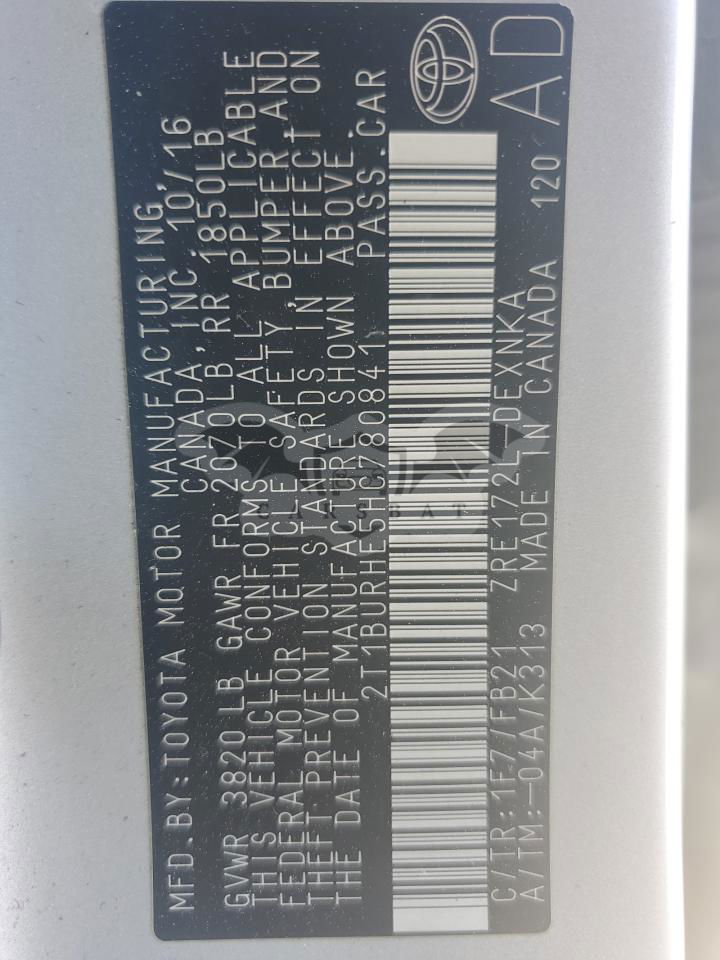 MFD.BY:TOYOTA MOTOR MANUFACTURING,
CANADA, INC. 10/16
GVWR 3820 LB GAWR FR 2070LB, RR 1850LB
THIS VEHICLE CONFORMS TO ALL APPLICABLE
FEDERAL MOTOR VEHICLE SAFETY, BUMPER AND
THEFT PREVENTION STANDARDS IN EFFECT ON
THE DATE OF MANUFACTURE SHOWN ABOVE.
2T1BURHE5HC780841 PASS.CAR
C/TR:1F7/FB21 ZRE172L-DEXNKA
A/TM:-04A/K313 MADE IN CANADA 120
AD
CARSBAT